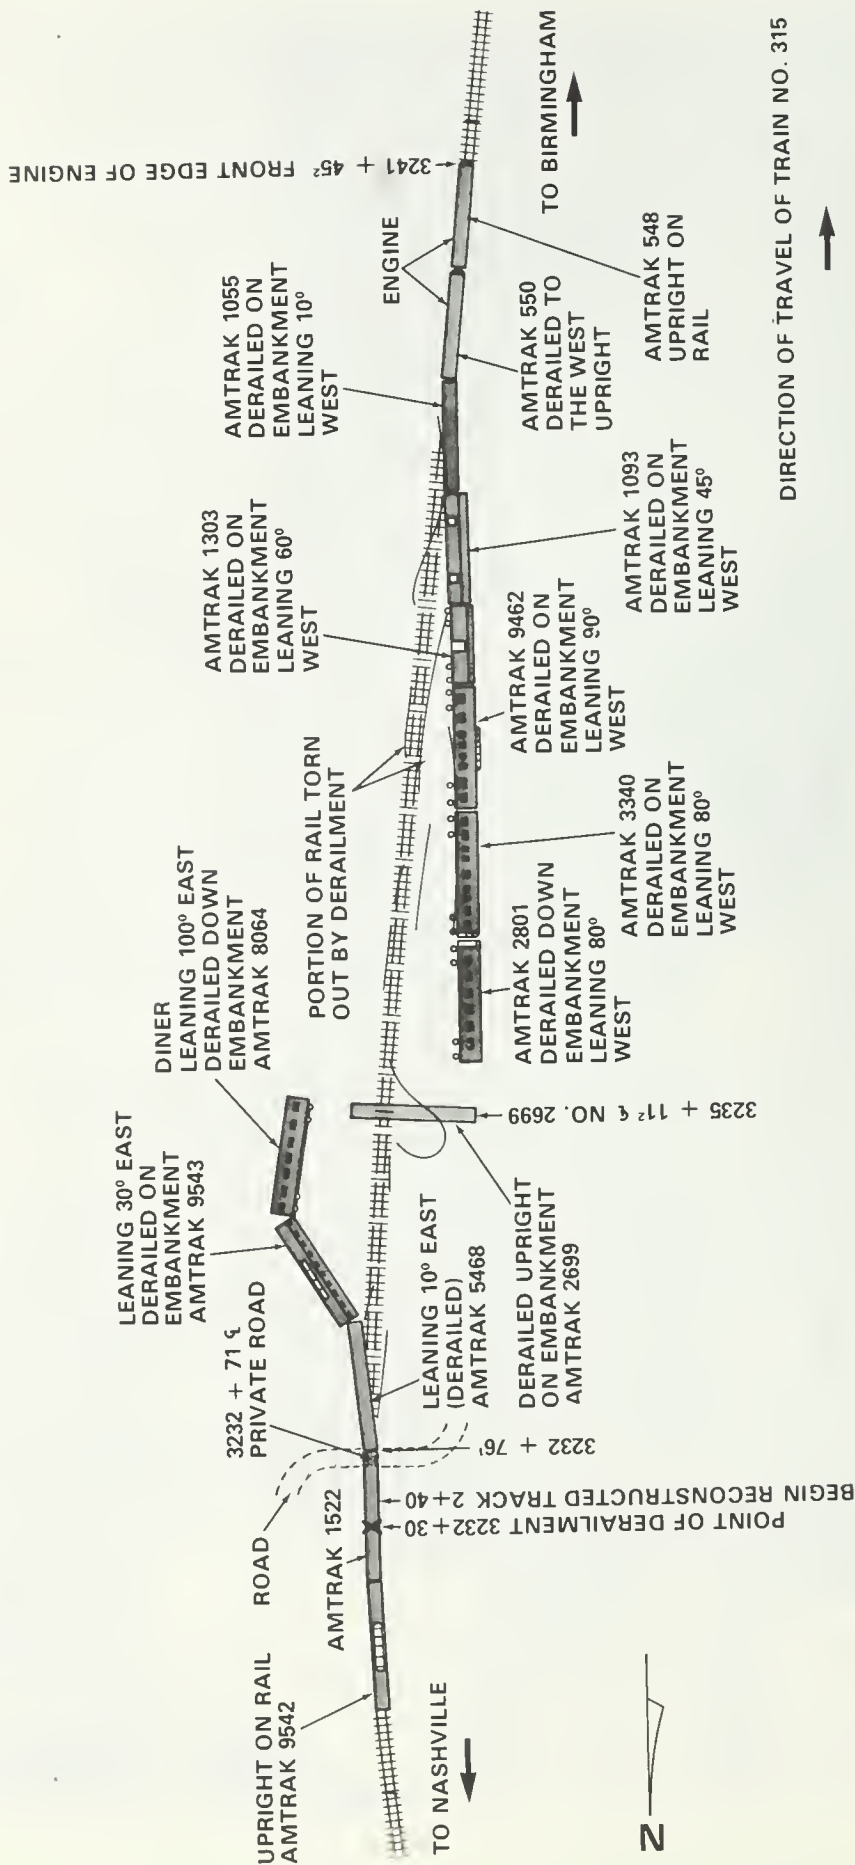 UPRIGHT ON RAIL
AMTRAK 9542
ROAD
AMTRAK 1522
3232 + 71 ℄
PRIVATE ROAD
LEANING 30° EAST
DERAILED ON
EMBANKMENT
AMTRAK 9543
DINER
LEANING 100° EAST
DERAILED DOWN
EMBANKMENT
AMTRAK 8064
PORTION OF RAIL TORN
OUT BY DERAILMENT
AMTRAK 1303
DERAILED ON
EMBANKMENT
LEANING 60°
WEST
AMTRAK 1055
DERAILED ON
EMBANKMENT
LEANING 10°
WEST
ENGINE
3241 + 45² FRONT EDGE OF ENGINE
TO NASHVILLE
POINT OF DERAILMENT 3232+30
BEGIN RECONSTRUCTED TRACK 2+40
3232 + 76¹
LEANING 10° EAST
(DERAILED)
AMTRAK 5468
DERAILED UPRIGHT
ON EMBANKMENT
AMTRAK 2699
3235 + 11² ℄ NO. 2699
AMTRAK 2801
DERAILED DOWN
EMBANKMENT
LEANING 80°
WEST
AMTRAK 3340
DERAILED ON
EMBANKMENT
LEANING 80°
WEST
AMTRAK 9462
DERAILED ON
EMBANKMENT
LEANING 90°
WEST
AMTRAK 1093
DERAILED ON
EMBANKMENT
LEANING 45°
WEST
AMTRAK 550
DERAILED TO
THE WEST
UPRIGHT
AMTRAK 548
UPRIGHT ON
RAIL
TO BIRMINGHAM
N
DIRECTION OF TRAVEL OF TRAIN NO. 315